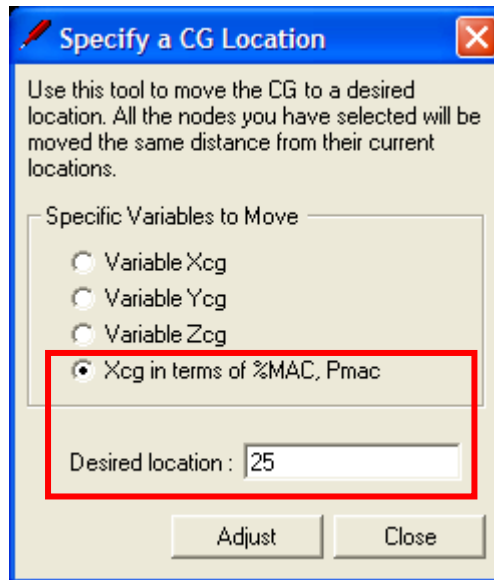 Specify a CG Location
Use this tool to move the CG to a desired
location. All the nodes you have selected will be
moved the same distance from their current
locations.
Specific Variables to Move
Variable Xcg
Variable Ycg
Variable Zcg
Xcg in terms of %MAC, Pmac
Desired location : 25
Adjust Close